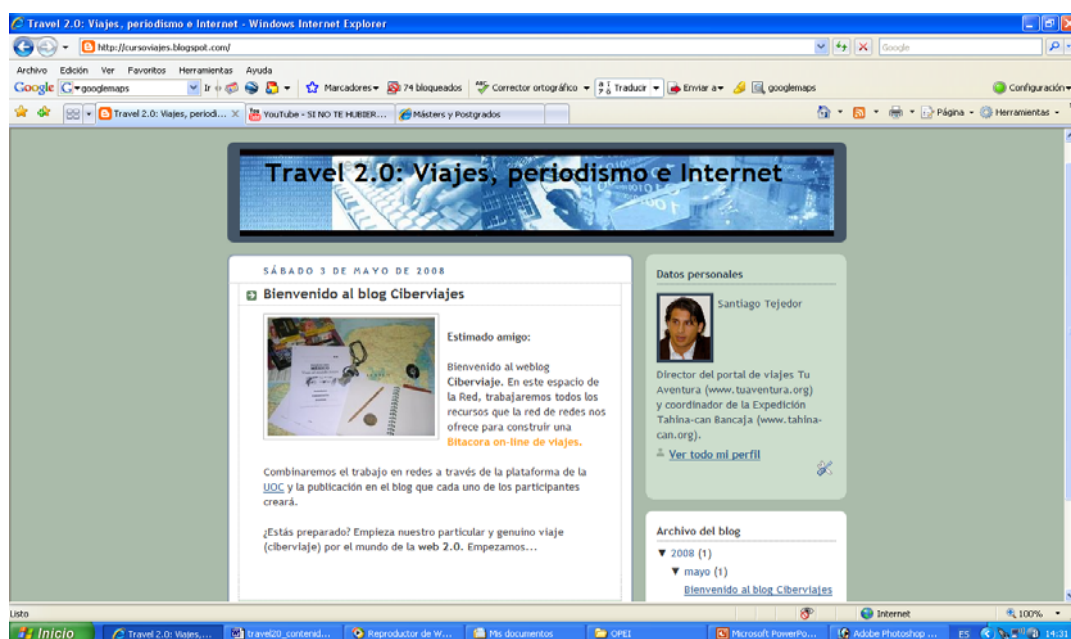 Travel 2.0: Viajes, periodismo e Internet - Windows Internet Explorer
http://cursoviajes.blogspot.com/
Google
Archivo Edición Ver Favoritos Herramientas Ayuda
Google googlemaps Ir Marcadores 74 bloqueados Corrector ortográfico Traducir Enviar a googlemaps Configuración
Travel 2.0: Viajes, periodi... YouTube - SI NO TE HUBIER... Másters y Postgrados Página Herramientas
Travel 2.0: Viajes, periodismo e Internet
SÁBADO 3 DE MAYO DE 2008
Bienvenido al blog Ciberviajes
Estimado amigo:
Bienvenido al weblog
Ciberviaje. En este espacio de
la Red, trabajaremos todos los
recursos que la red de redes nos
ofrece para construir una
Bitacora on-line de viajes.
Combinaremos el trabajo en redes a través de la plataforma de la
UOC y la publicación en el blog que cada uno de los participantes
creará.
¿Estás preparado? Empieza nuestro particular y genuino viaje
(ciberviaje) por el mundo de la web 2.0. Empezamos...
Datos personales
Santiago Tejedor
Director del portal de viajes Tu
Aventura (www.tuaventura.org)
y coordinador de la Expedición
Tahina-can Bancaja (www.tahina-
can.org).
Ver todo mi perfil
Archivo del blog
▼ 2008 (1)
▼ mayo (1)
Bienvenido al blog Ciberviajes
Listo Internet 100%
Inicio Travel 2.0: Viajes,... travel20_contenid... Reproductor de W... Mis documentos OPEI Microsoft PowerPo... Adobe Photoshop ... ES 14:31